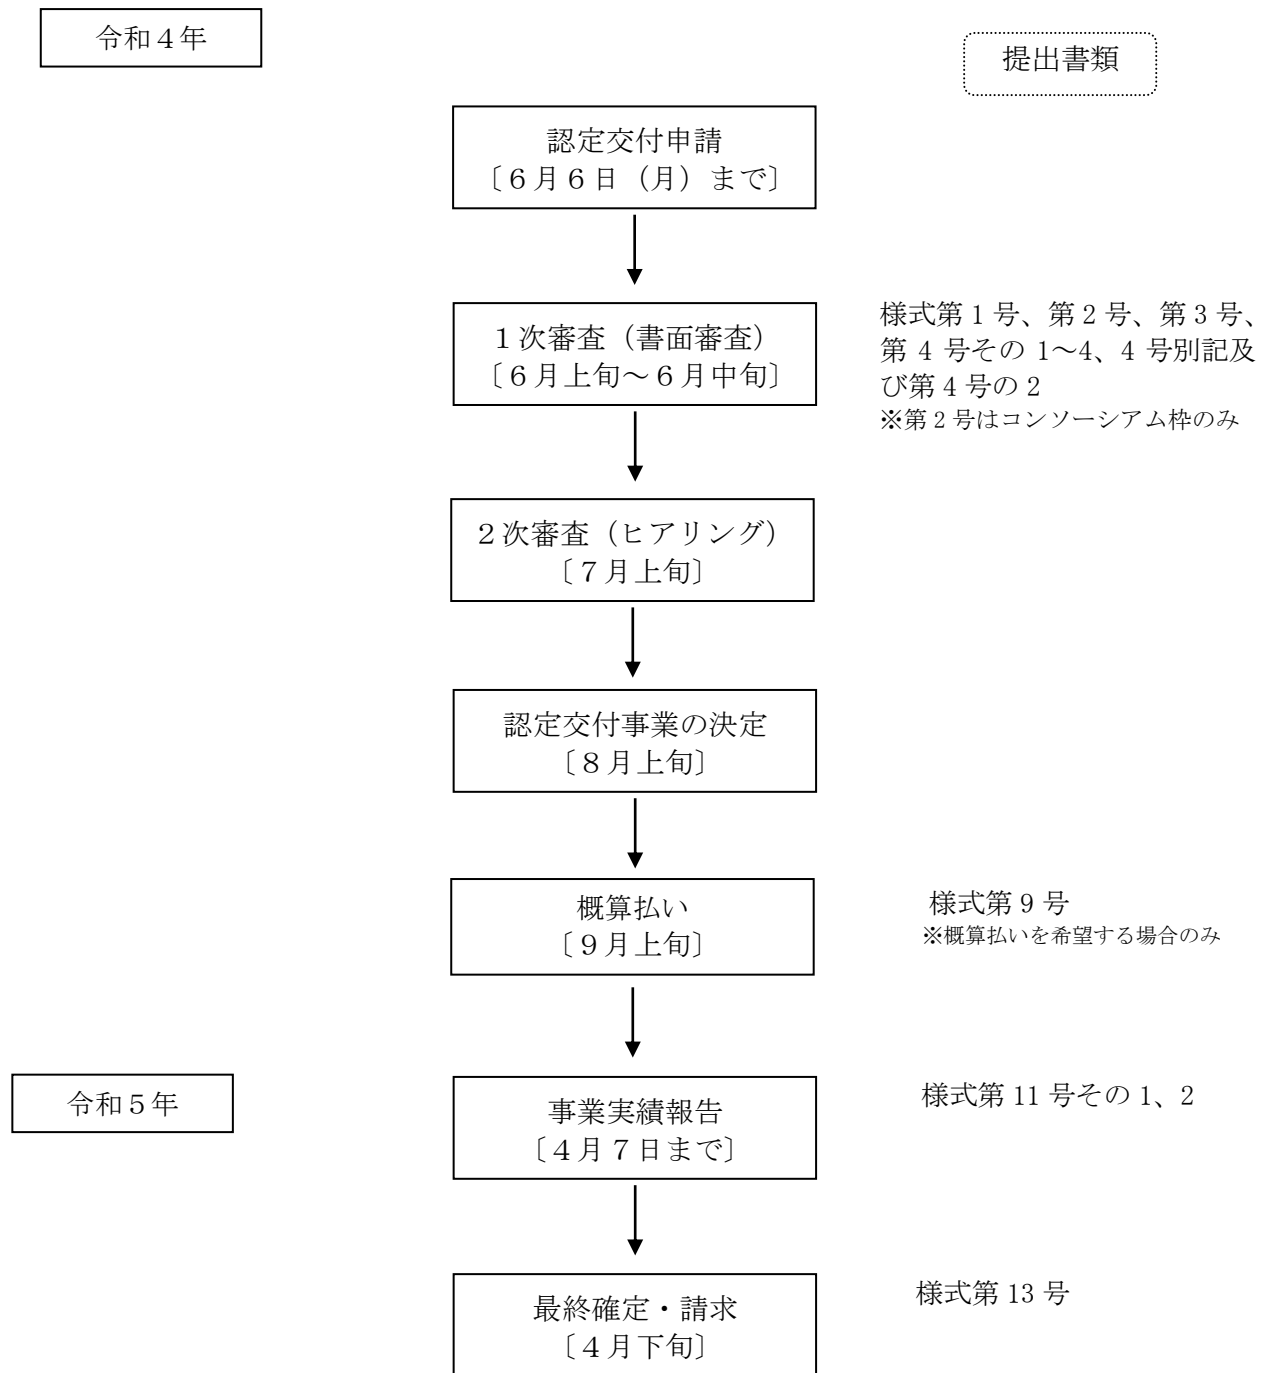 令和４年
提出書類
認定交付申請
〔６月６日（月）まで〕
１次審査（書面審査）
〔６月上旬～６月中旬〕
様式第 1 号、第 2 号、第 3 号、
第 4 号その 1～4、4 号別記及
び第 4 号の 2
※第 2 号はコンソーシアム枠のみ
２次審査（ヒアリング）
〔７月上旬〕
認定交付事業の決定
〔８月上旬〕
概算払い
〔９月上旬〕
様式第 9 号
※概算払いを希望する場合のみ
令和５年
事業実績報告
〔４月７日まで〕
様式第 11 号その 1、2
最終確定・請求
〔４月下旬〕
様式第 13 号